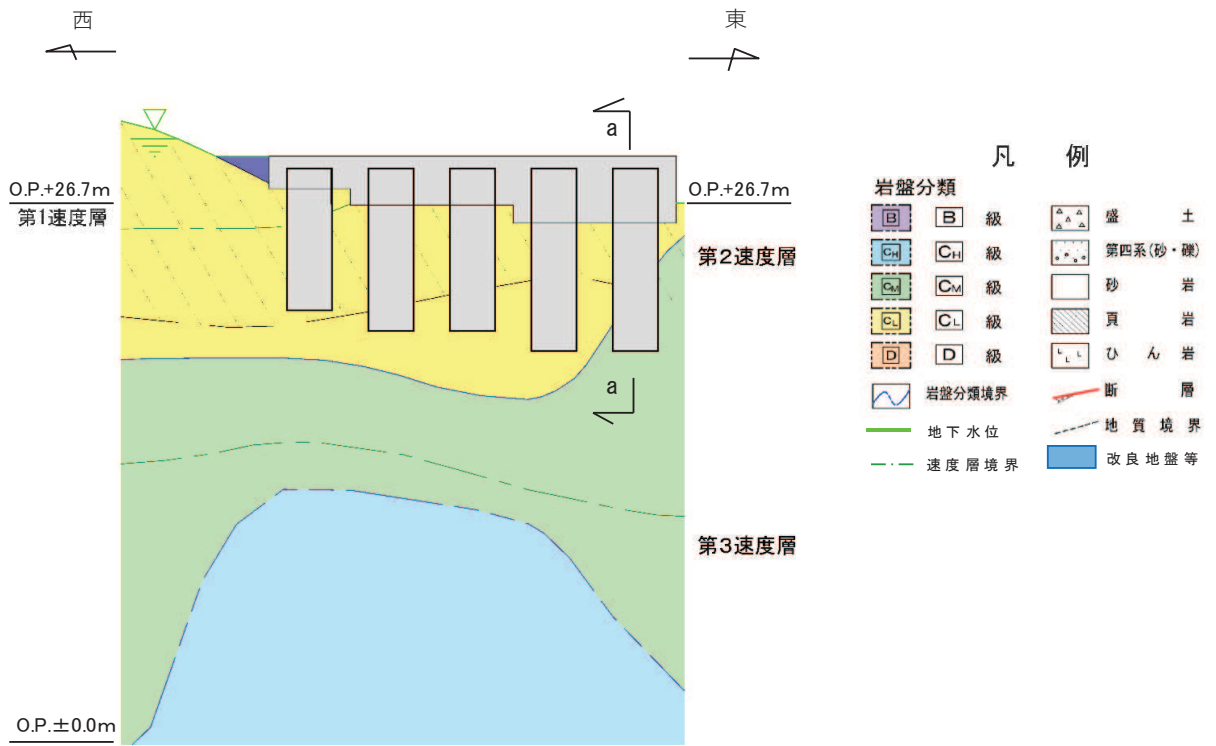 西
東
a
O.P.+26.7m
第1速度層
O.P.+26.7m
第2速度層
a
第3速度層
O.P.±0.0m
凡 例
岩盤分類
B B 級
CH CH 級
CM CM 級
CL CL 級
D D 級
岩盤分類境界
地下水位
速度層境界
盛 土
第四系(砂・礫)
砂 岩
頁 岩
ひ ん 岩
断 層
地 質 境 界
改良地盤等